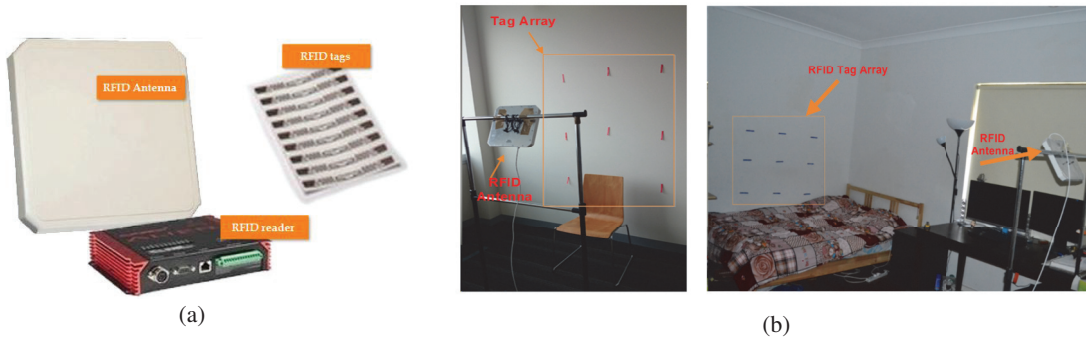 RFID Antenna
RFID tags
RFID reader
(a)
Tag Array
RFID
Antenna
RFID Tag Array
RFID
Antenna
(b)